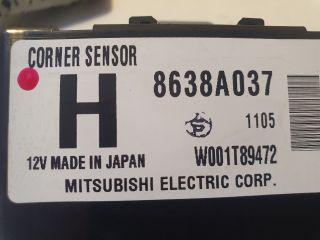 CORNER SENSOR
H
8638A037
1105
12V MADE IN JAPAN
W001T89472
MITSUBISHI ELECTRIC CORP.